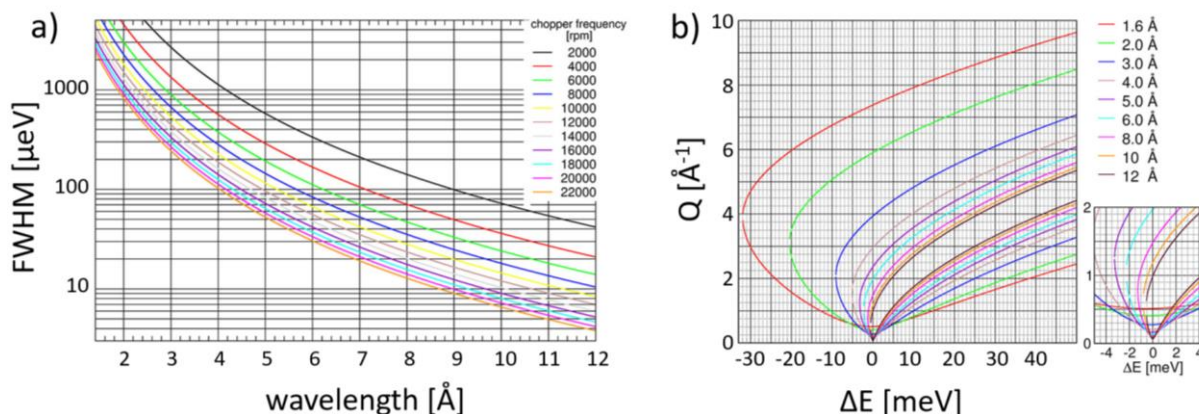 a)
FWHM [µeV]
1000
100
10
2 3 4 5 6 7 8 9 10 11 12
wavelength [Å]
chopper frequency
[rpm]
2000
4000
6000
8000
10000
12000
14000
16000
18000
20000
22000
b)
Q [Å⁻¹]
10
8
6
4
2
0
-30 -20 -10 0 10 20 30 40
ΔE [meV]
1.6 Å
2.0 Å
3.0 Å
4.0 Å
5.0 Å
6.0 Å
8.0 Å
10 Å
12 Å
2
1
0
-4 -2 0 2 4
ΔE [meV]